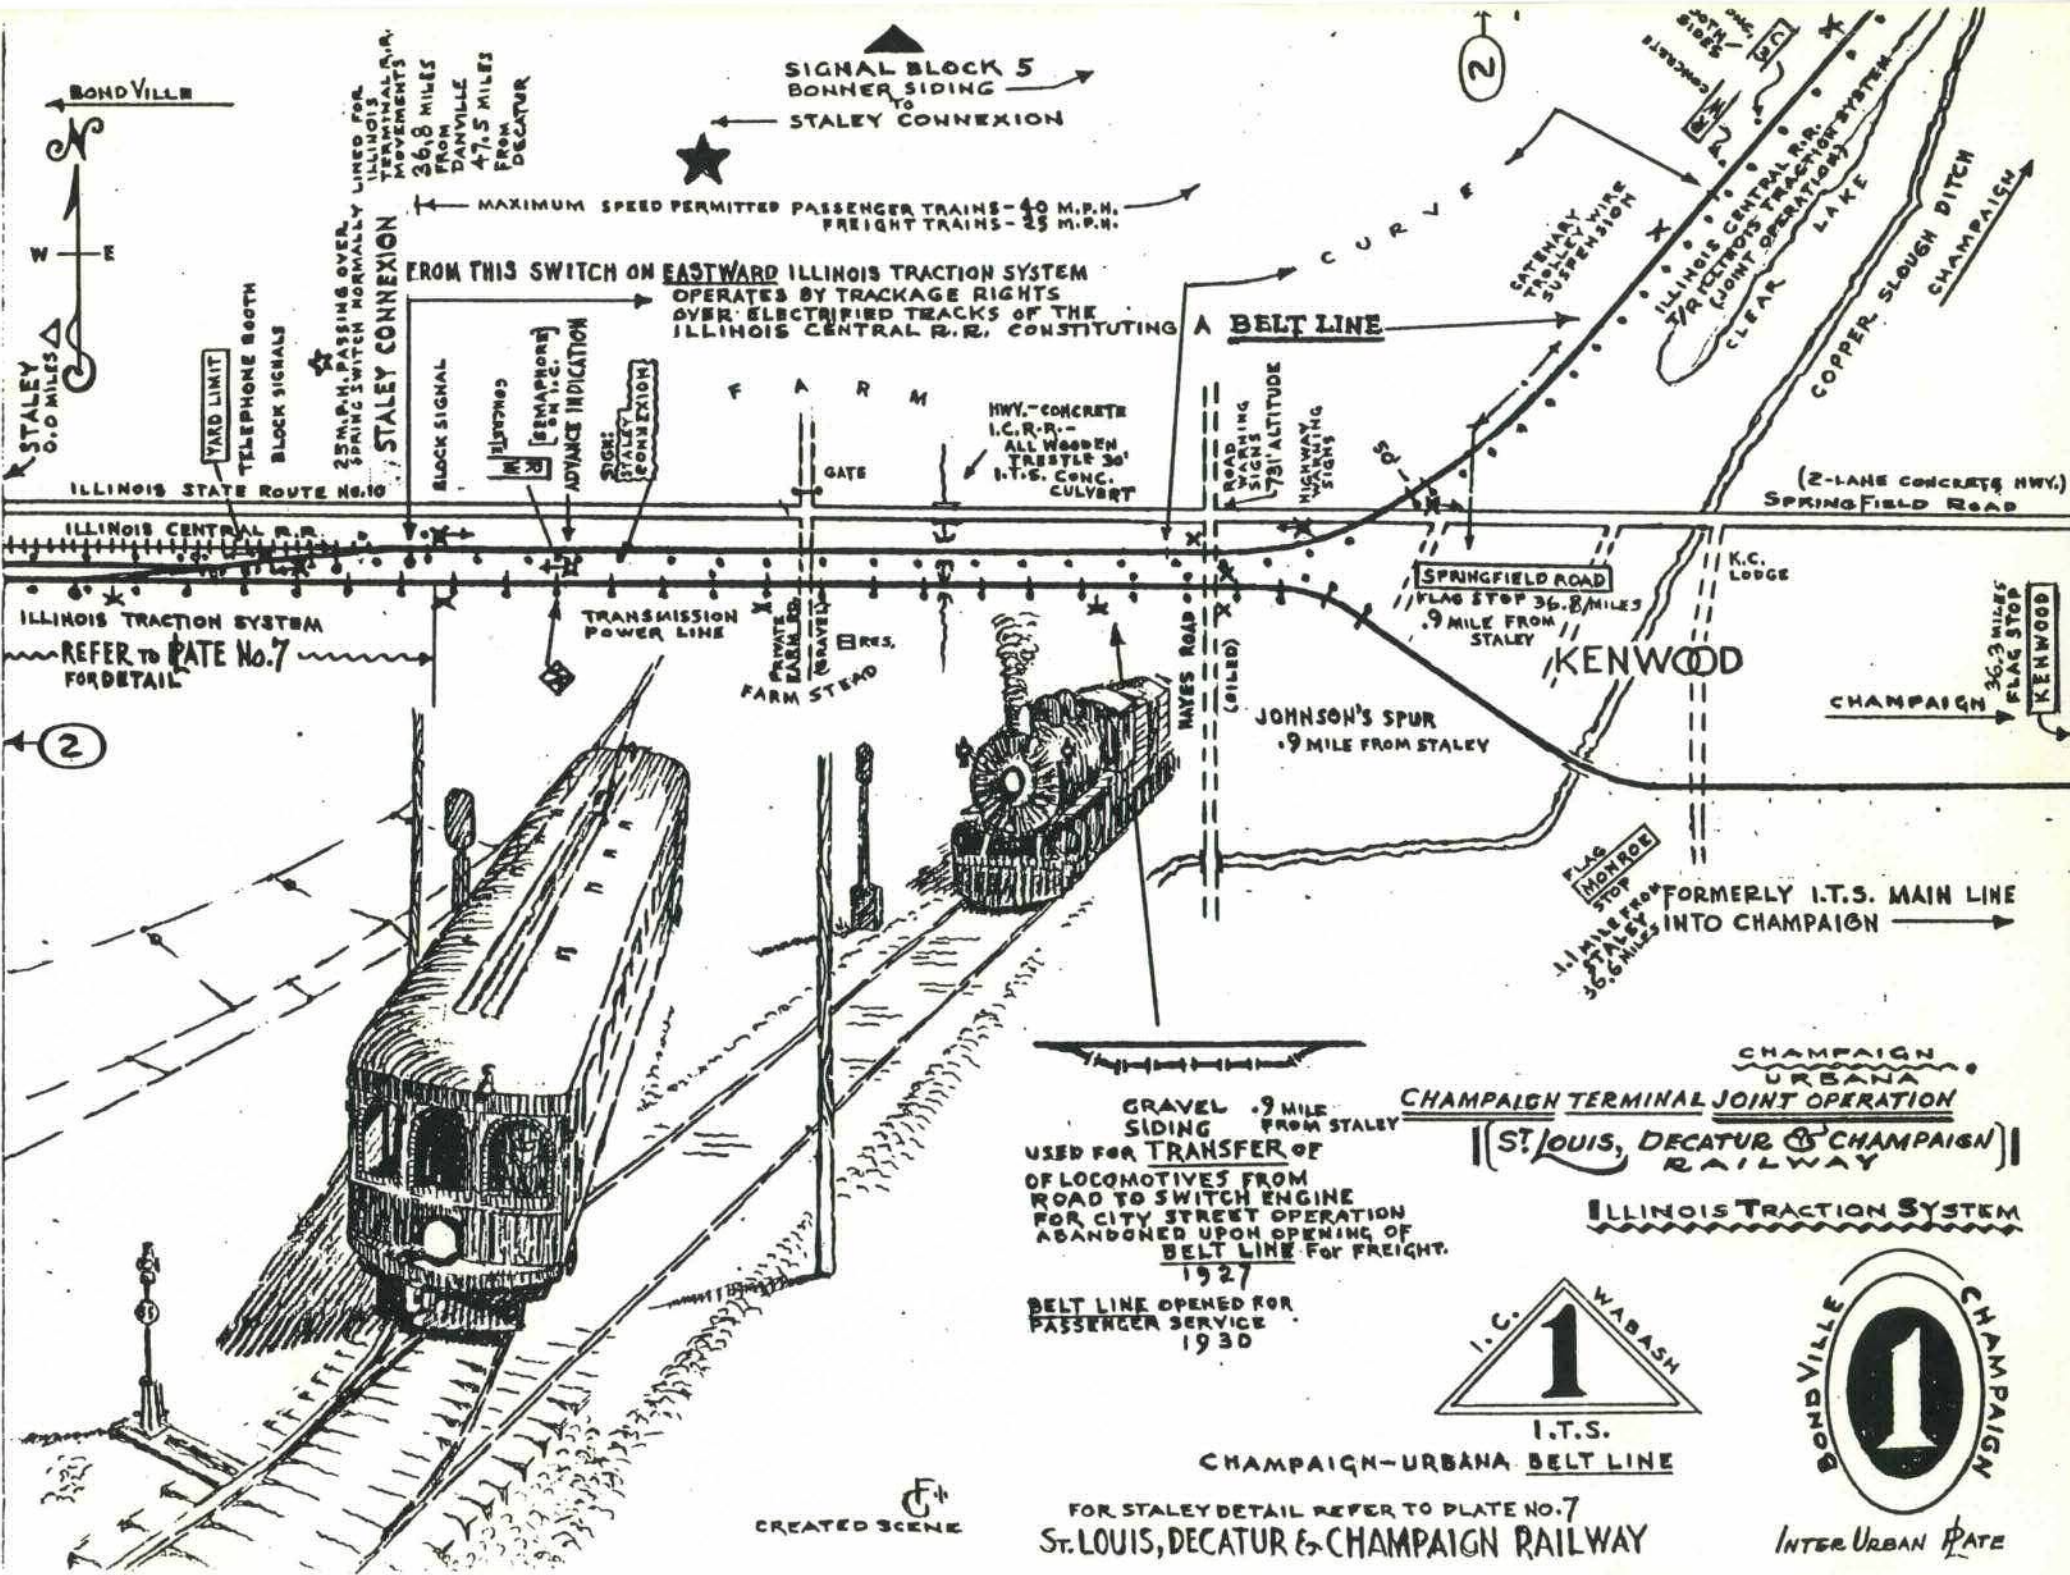 BONDVILLE
N
W
E
STALEY
0.0 MILES
YARD LIMIT
TELEPHONE BOOTH
BLOCK SIGNALS
25 M.P.H. PASSING OVER
SPRING SWITCH NORMALLY LINED FOR
ILLINOIS
TERMINAL R.R.
MOVEMENTS
STALEY CONNEXION
36.8 MILES
FROM
DANVILLE
47.5 MILES
FROM
DECATUR
SIGNAL BLOCK 5
BONNER SIDING
TO
STALEY CONNEXION
MAXIMUM SPEED PERMITTED PASSENGER TRAINS-40 M.P.H.
FREIGHT TRAINS-25 M.P.H.
FROM THIS SWITCH ON EASTWARD ILLINOIS TRACTION SYSTEM
OPERATES BY TRACKAGE RIGHTS
OVER ELECTRIFIED TRACKS OF THE
ILLINOIS CENTRAL R.R. CONSTITUTING A BELT LINE
CURVE
2
CONCRETE
CATENARY
TROLLEY WIRE
SUSPENSION
ILLINOIS CENTRAL R.R.
T/R ILLINOIS TRACTION SYSTEM
(JOINT OPERATION)
CLEAR LAKE
COPPER SLOUGH DITCH
CHAMPAIGN
BLOCK SIGNAL
CONCRETE
W
R
[SEMAPHORE]
ON I.C.
ADVANCE INDICATION
SIGN:
STALEY
CONNEXION
FARM
GATE
HWY.-CONCRETE
I.C.R.R.-
ALL WOODEN
TRESTLE 30'
I.T.S. CONC.
CULVERT
ROAD
WARNING
SIGNS
731' ALTITUDE
HIGHWAY
WARNING
SIGNS
ILLINOIS STATE ROUTE No.10
(2-LANE CONCRETE HWY.)
SPRINGFIELD ROAD
ILLINOIS CENTRAL R.R.
K.C.
LODGE
SPRINGFIELD ROAD
FLAG STOP 36.8 MILES
.9 MILE FROM
STALEY
KENWOOD
36.3 MILES
FLAG STOP
KENWOOD
CHAMPAIGN
ILLINOIS TRACTION SYSTEM
REFER TO PLATE No.7
FOR DETAIL
TRANSMISSION
POWER LINE
PRIVATE
FARM RD.
(GRAVEL)
RES.
FARM STEAD
HAYES ROAD
(OILED)
JOHNSON'S SPUR
.9 MILE FROM STALEY
2
FLAG
MONROE
STOP
1.1 MILE FROM
STALEY
36.6 MILES
FORMERLY I.T.S. MAIN LINE
INTO CHAMPAIGN
GRAVEL
SIDING
.9 MILE
FROM STALEY
USED FOR TRANSFER OF
OF LOCOMOTIVES FROM
ROAD TO SWITCH ENGINE
FOR CITY STREET OPERATION
ABANDONED UPON OPENING OF
BELT LINE FOR FREIGHT.
1927
BELT LINE OPENED FOR
PASSENGER SERVICE
1930
CHAMPAIGN
URBANA
CHAMPAIGN TERMINAL JOINT OPERATION
(ST. LOUIS, DECATUR & CHAMPAIGN)
RAILWAY
ILLINOIS TRACTION SYSTEM
I.C.
WABASH
1
I.T.S.
CHAMPAIGN-URBANA BELT LINE
BONDVILLE
CHAMPAIGN
1
INTER URBAN PLATE
CREATED SCENE
FOR STALEY DETAIL REFER TO PLATE NO.7
ST. LOUIS, DECATUR & CHAMPAIGN RAILWAY